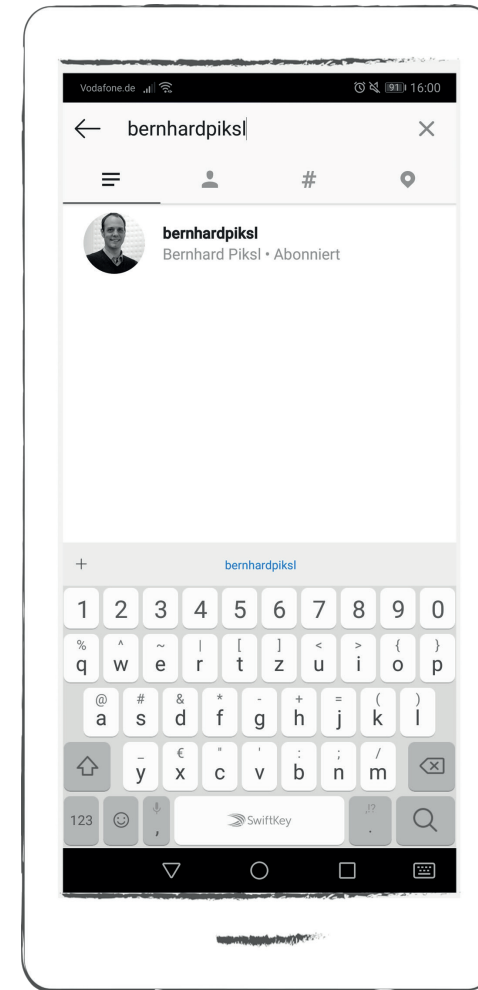 Vodafone.de 91 16:00
bernhardpiksl
#
bernhardpiksl
Bernhard Piksl • Abonniert
+ bernhardpiksl
1 2 3 4 5 6 7 8 9 0
% ^ ~ | [ ] < > { }
q w e r t z u i o p
@ # & * - + = ( )
a s d f g h j k l
_ € " ' : ; /
y x c v b n m
123 , SwiftKey ,!? .